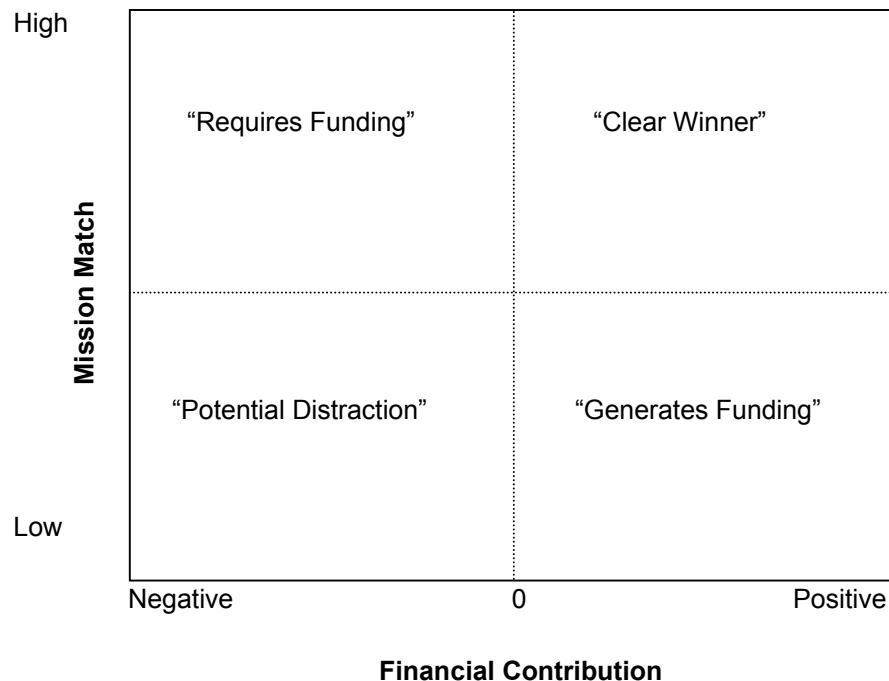 High
“Requires Funding”
“Clear Winner”
Mission Match
“Potential Distraction”
“Generates Funding”
Low
Negative
0
Positive
Financial Contribution